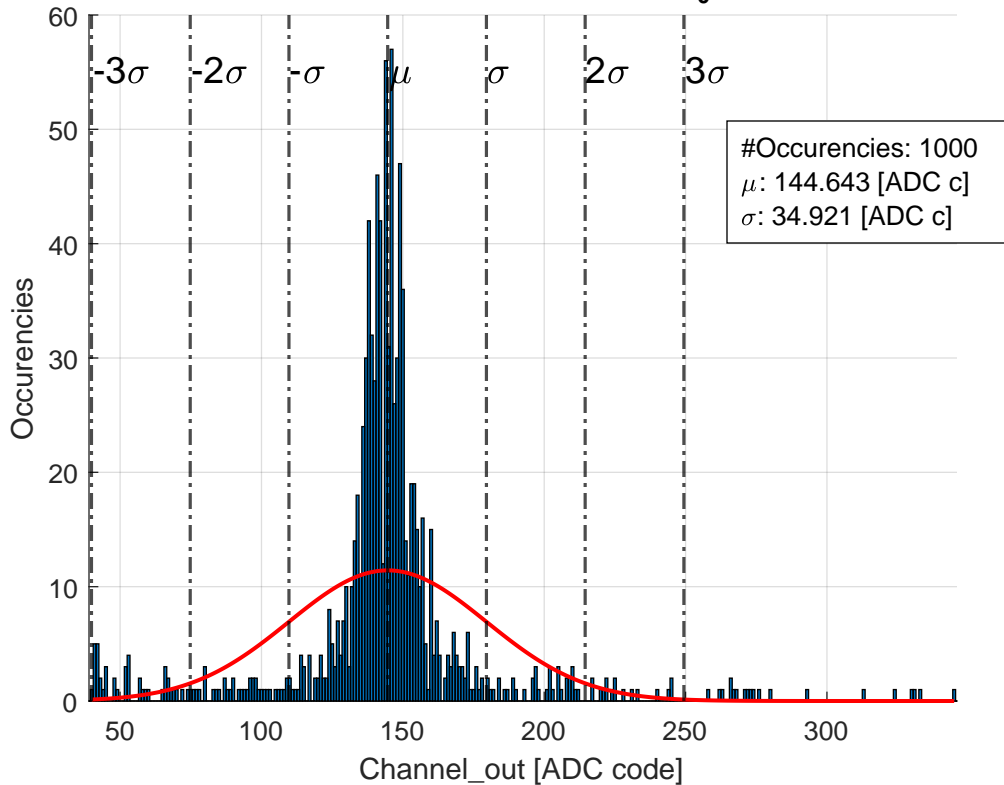 60
50
40
30
20
10
0
Occurencies
-3σ -2σ -σ μ σ 2σ 3σ
#Occurencies: 1000
μ: 144.643 [ADC c]
σ: 34.921 [ADC c]
50 100 150 200 250 300
Channel_out [ADC code]